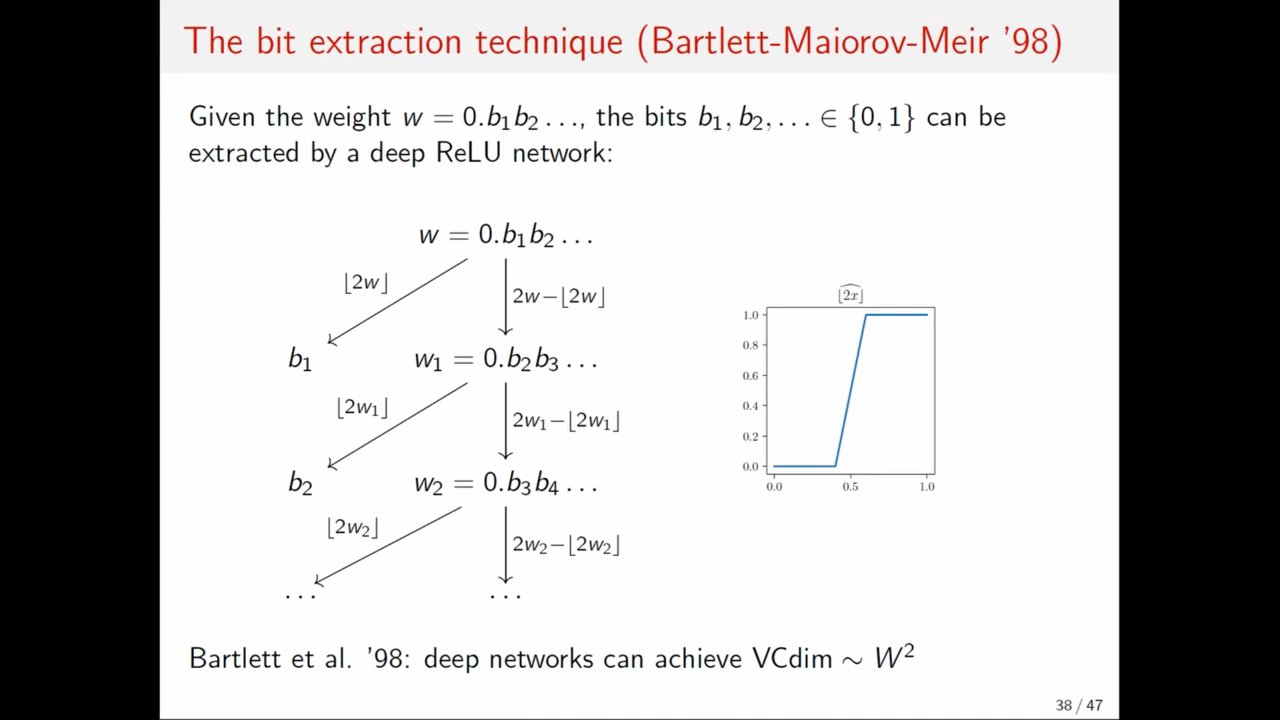 The bit extraction technique (Bartlett-Maiorov-Meir '98)
Given the weight w = 0.b₁b₂ . . ., the bits b₁, b₂, . . . ∈ {0, 1} can be
extracted by a deep ReLU network:
w = 0.b₁b₂ . . .
⌊2w⌋
2w−⌊2w⌋
b₁
w₁ = 0.b₂b₃ . . .
⌊2w₁⌋
2w₁−⌊2w₁⌋
b₂
w₂ = 0.b₃b₄ . . .
⌊2w₂⌋
2w₂−⌊2w₂⌋
. . .
. . .
⌊2x⌋̂
1.0
0.8
0.6
0.4
0.2
0.0
0.0 0.5 1.0
Bartlett et al. '98: deep networks can achieve VCdim ∼ W²
38 / 47